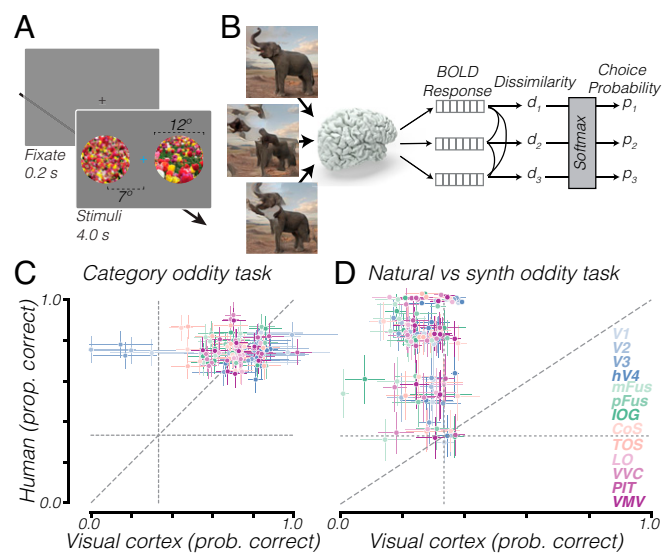 A
B
+
12°
7°
Fixate
0.2 s
Stimuli
4.0 s
BOLD
Response
Dissimilarity
Choice
Probability
d1
d2
d3
Softmax
p1
p2
p3
C Category oddity task
D Natural vs synth oddity task
Human (prop. correct)
1.0
0.0
0.0
1.0
Visual cortex (prob. correct)
0.0
1.0
Visual cortex (prob. correct)
V1
V2
V3
hV4
mFus
pFus
IOG
CoS
TOS
LO
VVC
PIT
VMV